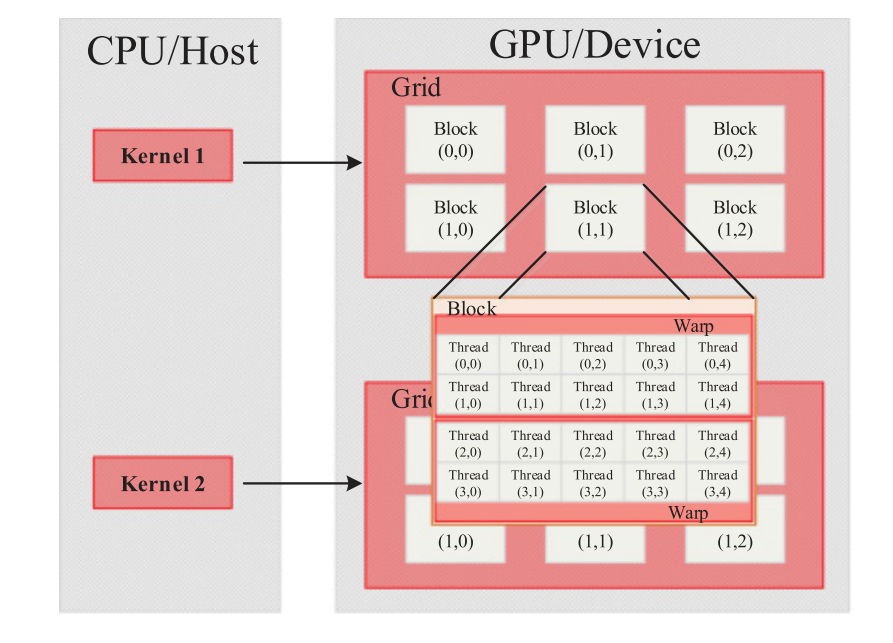 CPU/Host
GPU/Device
Kernel 1
Grid
Block
(0,0)
Block
(0,1)
Block
(0,2)
Block
(1,0)
Block
(1,1)
Block
(1,2)
Block
Warp
Thread
(0,0)
Thread
(0,1)
Thread
(0,2)
Thread
(0,3)
Thread
(0,4)
Thread
(1,0)
Thread
(1,1)
Thread
(1,2)
Thread
(1,3)
Thread
(1,4)
Thread
(2,0)
Thread
(2,1)
Thread
(2,2)
Thread
(2,3)
Thread
(2,4)
Thread
(3,0)
Thread
(3,1)
Thread
(3,2)
Thread
(3,3)
Thread
(3,4)
Warp
Kernel 2
(1,0)
(1,1)
(1,2)